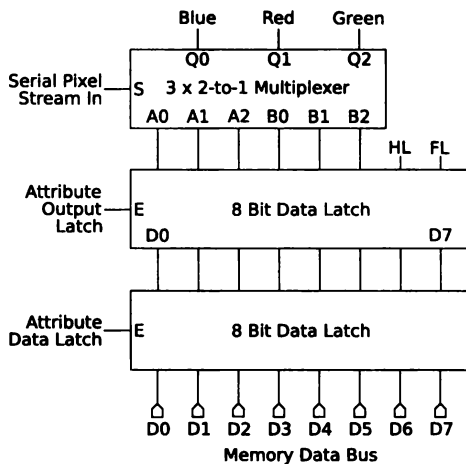 Blue Red Green
Q0 Q1 Q2
Serial Pixel
Stream In
S 3 x 2-to-1 Multiplexer
A0 A1 A2 B0 B1 B2
HL FL
Attribute
Output
Latch
E 8 Bit Data Latch
D0 D7
Attribute
Data Latch
E 8 Bit Data Latch
D0 D1 D2 D3 D4 D5 D6 D7
Memory Data Bus